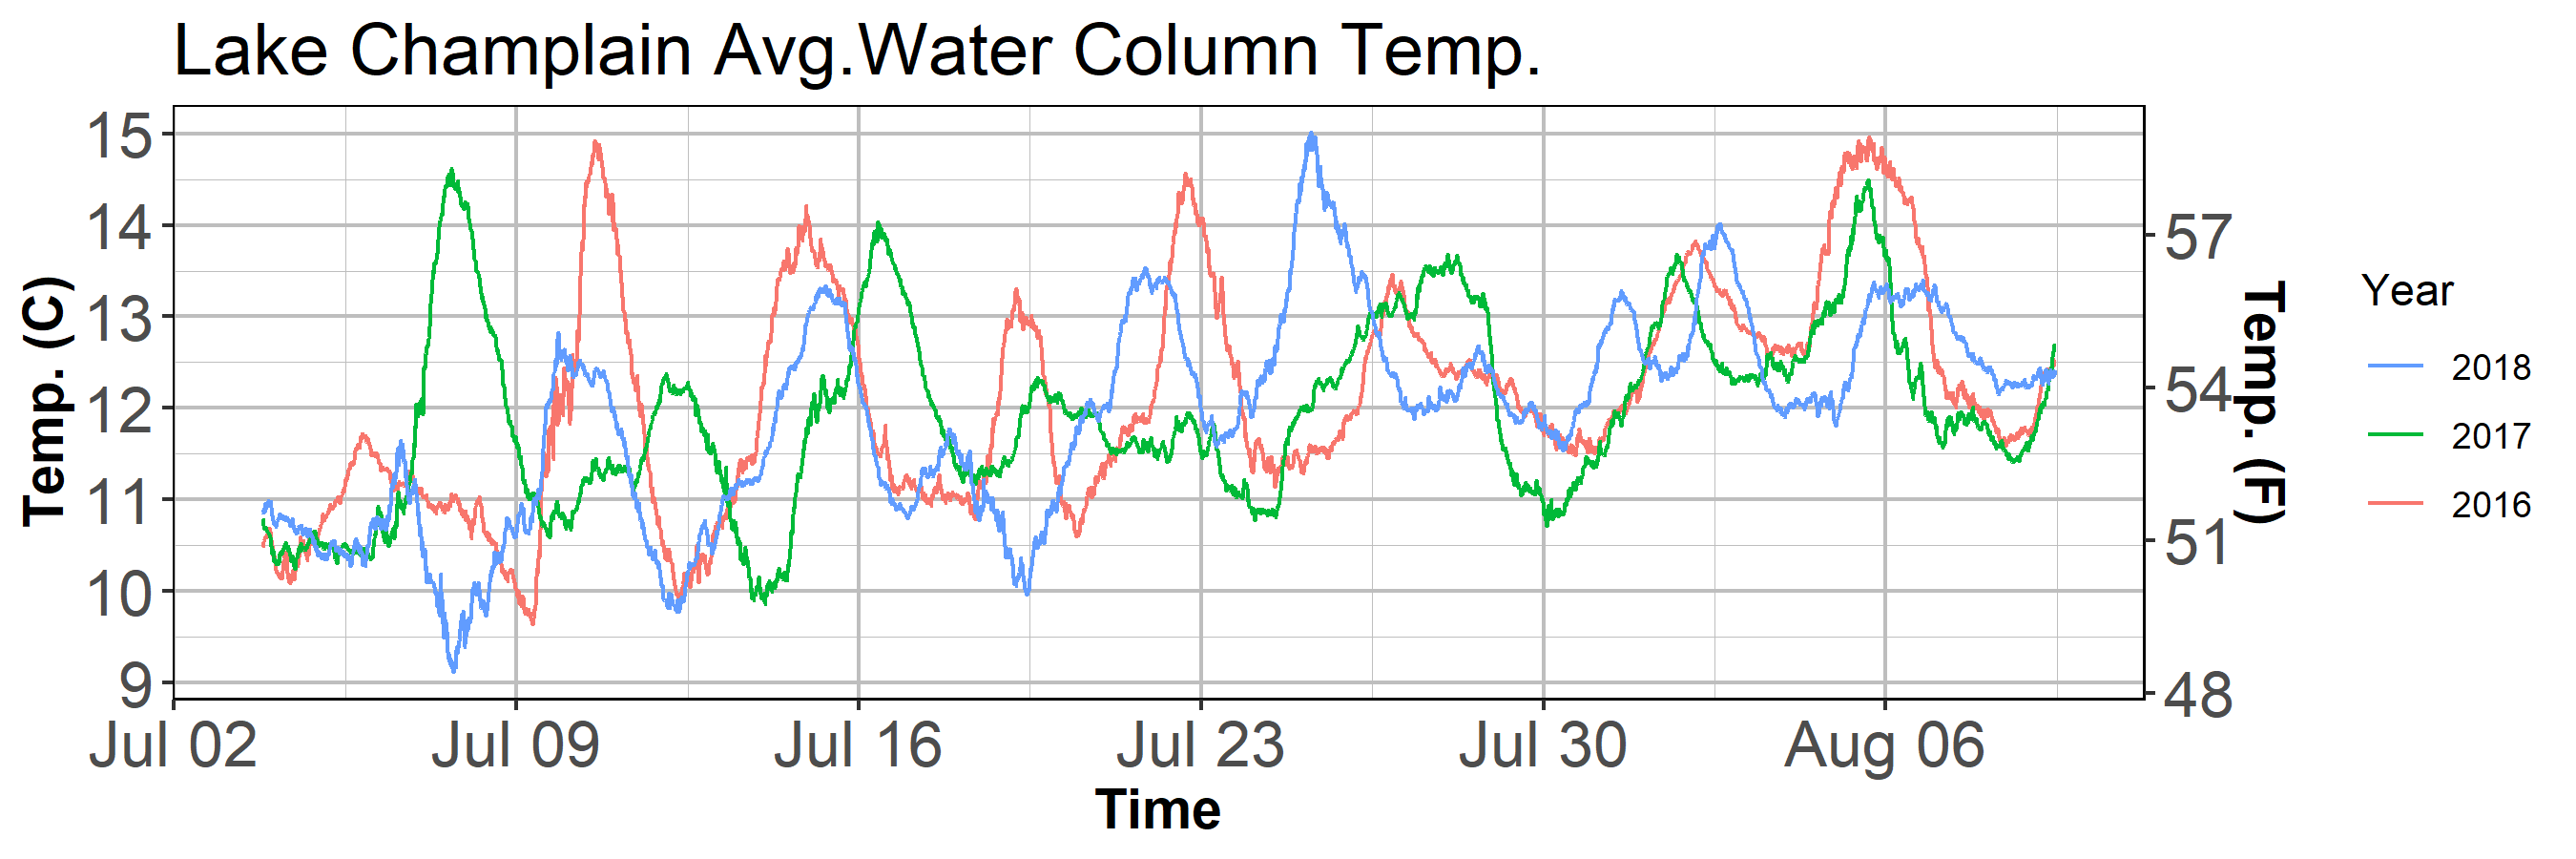 Lake Champlain Avg.Water Column Temp.
Temp. (C)
15
14
13
12
11
10
9
57
54
51
48
Temp. (F)
Jul 02 Jul 09 Jul 16 Jul 23 Jul 30 Aug 06
Time
Year
2018
2017
2016